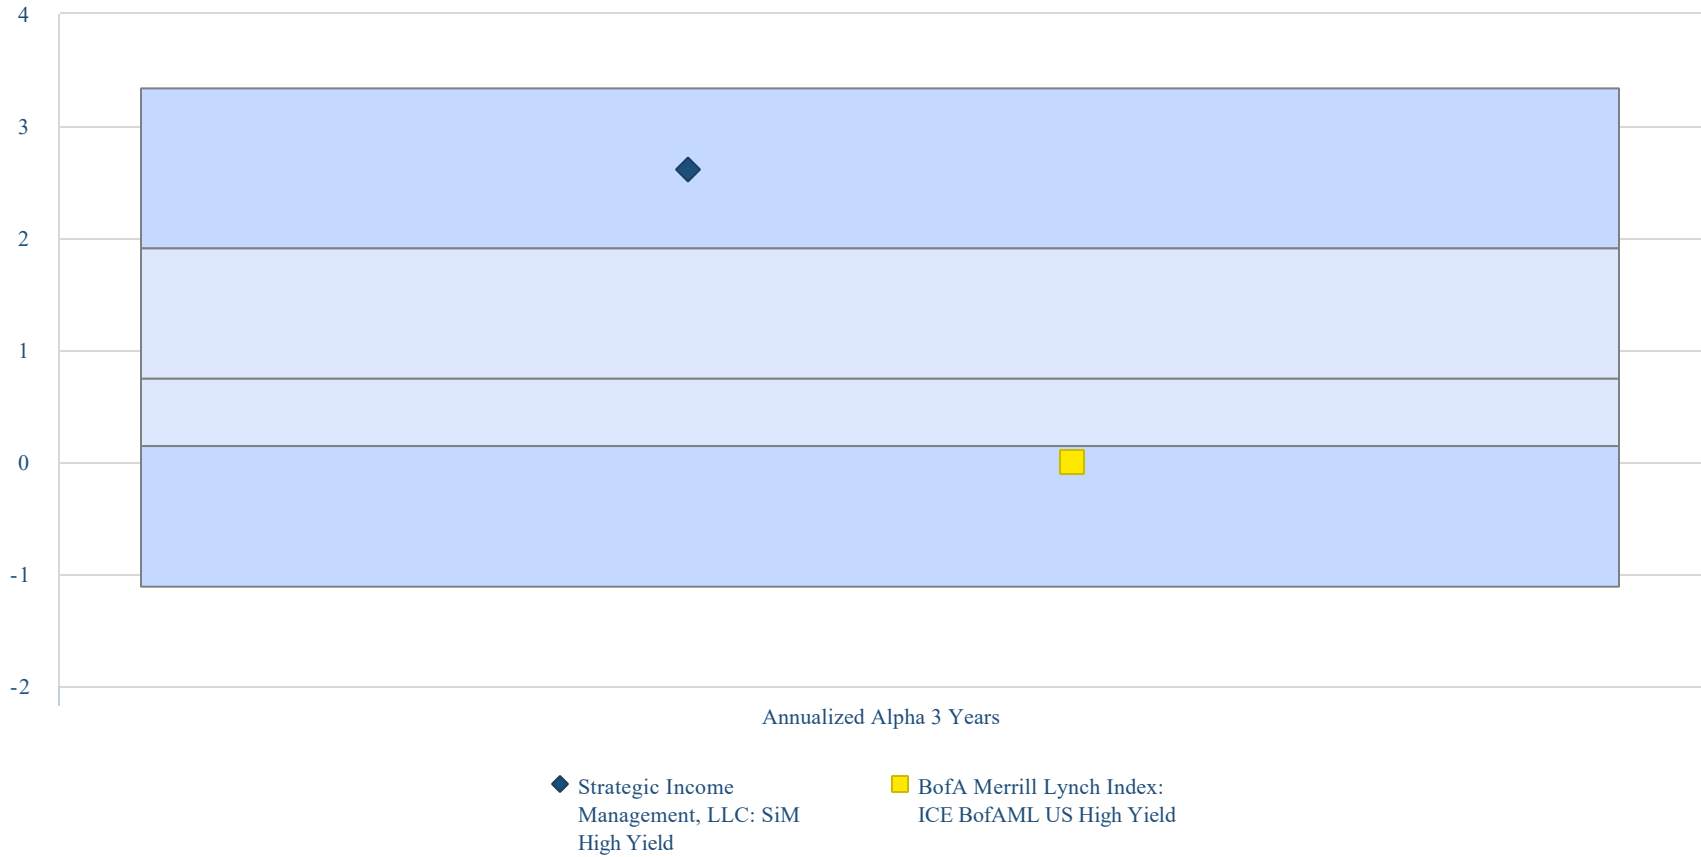 4
3
2
1
0
-1
-2
Annualized Alpha 3 Years
Strategic Income
Management, LLC: SiM
High Yield
BofA Merrill Lynch Index:
ICE BofAML US High Yield